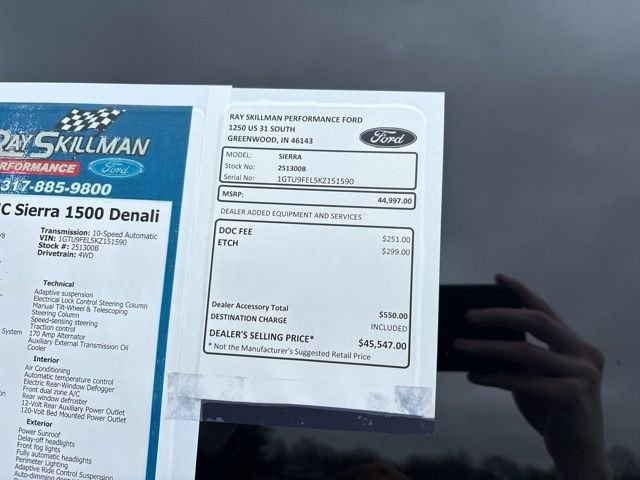 RAY SKILLMAN
PERFORMANCE
Ford
317-885-9800
C Sierra 1500 Denali
Transmission: 10-Speed Automatic
VIN: 1GTU9FEL5KZ151590
Stock #: 251300B
Drivetrain: 4WD
Technical
Adaptive suspension
Electrical Lock Control Steering Column
Manual Tilt-Wheel & Telescoping
Steering Column
Speed-sensing steering
Traction control
System
170 Amp Alternator
Auxiliary External Transmission Oil
Cooler
Interior
Air Conditioning
Automatic temperature control
Electric Rear-Window Defogger
Front dual zone A/C
Rear window defroster
12-Volt Rear Auxiliary Power Outlet
120-Volt Bed Mounted Power Outlet
Exterior
Power Sunroof
Delay-off headlights
Front fog lights
Fully automatic headlights
Perimeter Lighting
Adaptive Ride Control Suspension
RAY SKILLMAN PERFORMANCE FORD
1250 US 31 SOUTH
GREENWOOD, IN 46143
Ford
MODEL: SIERRA
Stock No: 251300B
Serial No: 1GTU9FEL5KZ151590
MSRP: 44,997.00
DEALER ADDED EQUIPMENT AND SERVICES
DOC FEE $251.00
ETCH $299.00
Dealer Accessory Total $550.00
DESTINATION CHARGE INCLUDED
DEALER'S SELLING PRICE* $45,547.00
* Not the Manufacturer's Suggested Retail Price